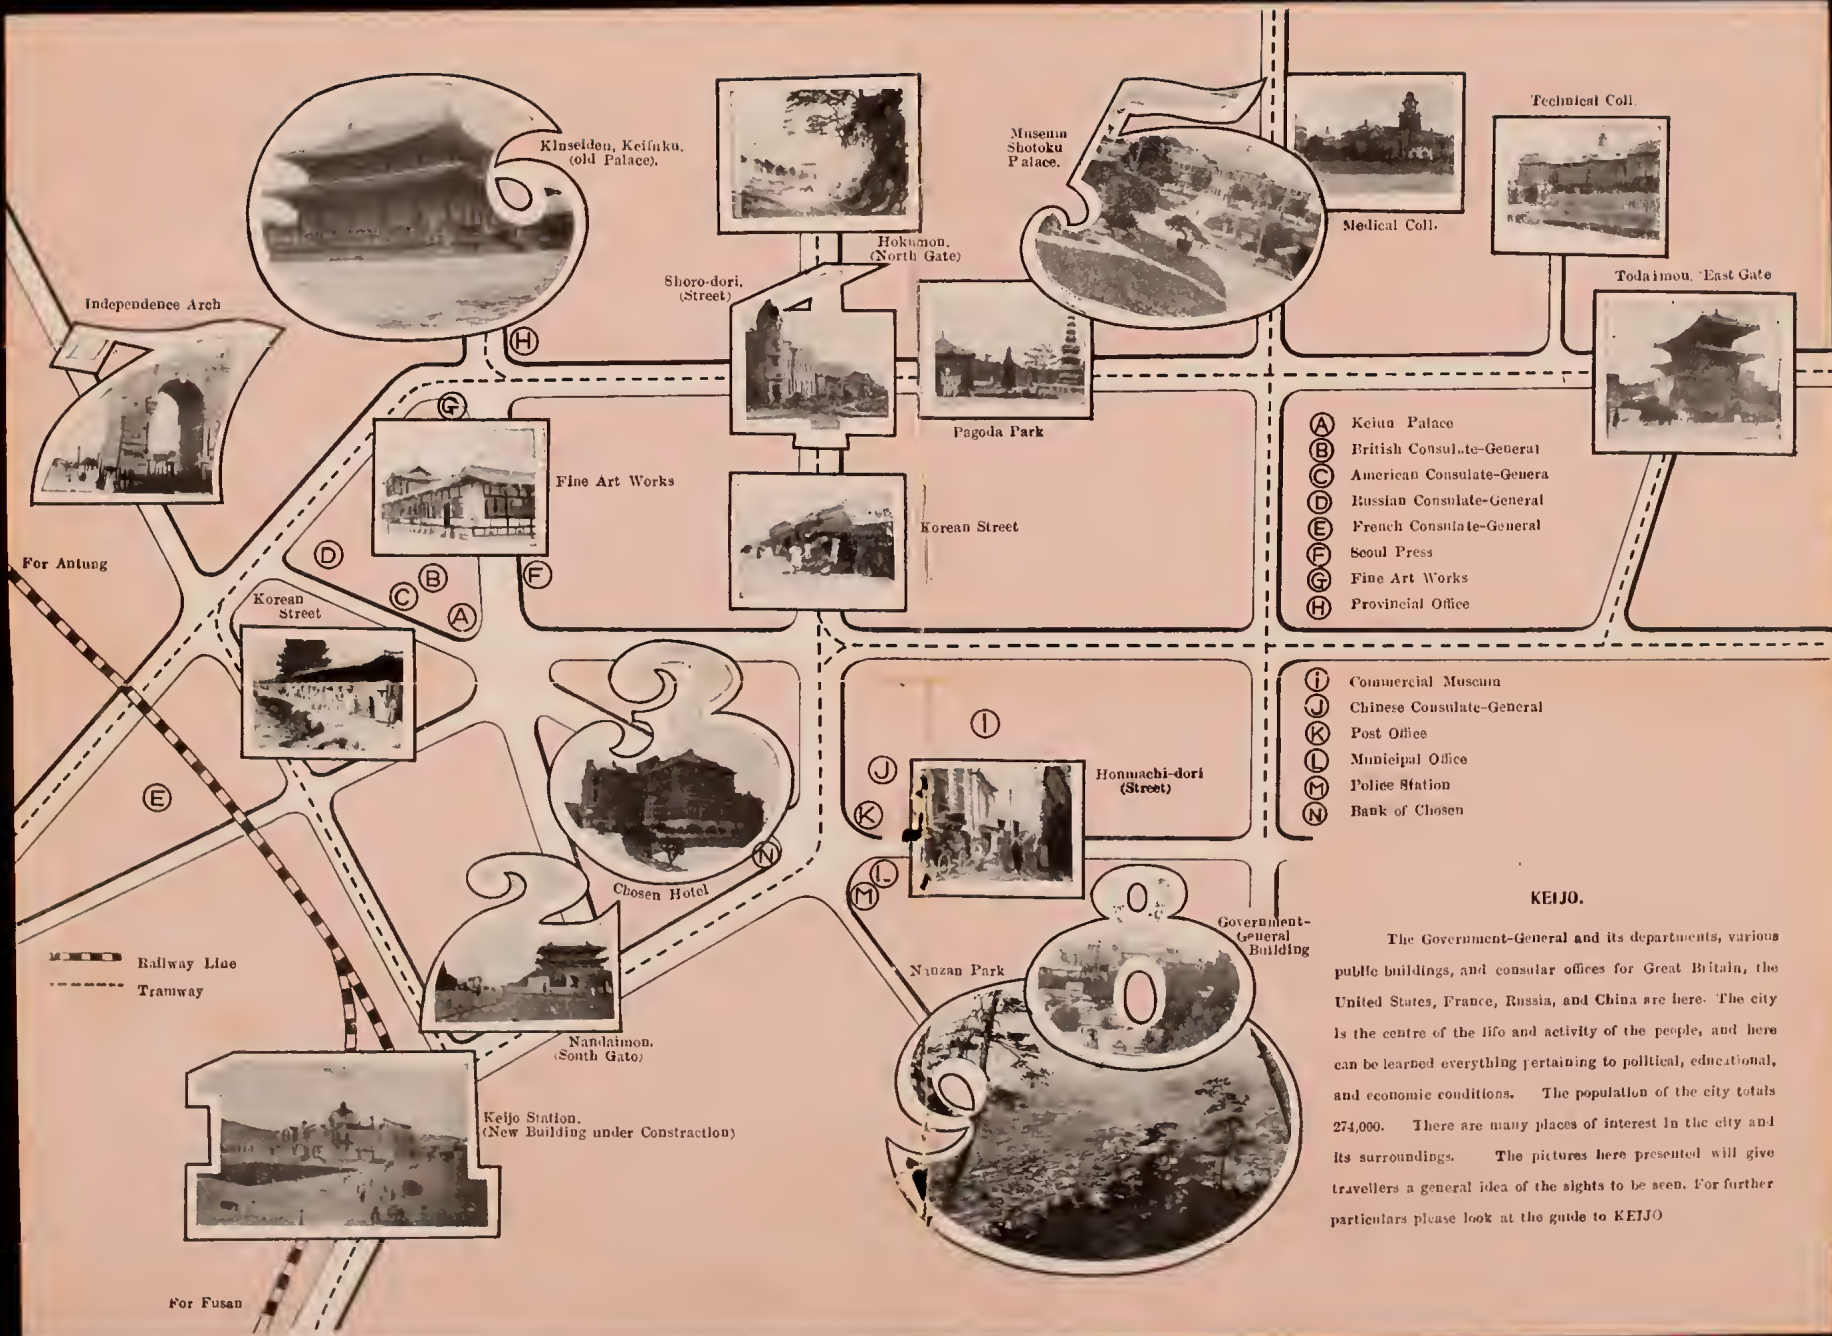 Kinseiden, Keifuku.
(old Palace).
Hokumon.
(North Gate)
Shoro-dori.
(Street)
Museum
Shotoku
Palace.
Medical Coll.
Technical Coll.
Todaimon. East Gate
Independence Arch
Pagoda Park
H
G
Fine Art Works
Korean Street
D
B
C
A
F
For Antung
Korean
Street
E
A Keiun Palace
B British Consulate-General
C American Consulate-Genera
D Russian Consulate-General
E French Consulate-General
F Seoul Press
G Fine Art Works
H Provincial Office
I Commercial Museum
J Chinese Consulate-General
K Post Office
L Municipal Office
M Police Station
N Bank of Chosen
I
J
K
L
M
N
Honmachi-dori
(Street)
Chosen Hotel
Railway Line
Tramway
Nandaimon.
(South Gate)
Nanzan Park
Government-
General
Building
Keijo Station.
(New Building under Constraction)
For Fusan
KEIJO.
The Government-General and its departments, various
public buildings, and consular offices for Great Britain, the
United States, France, Russia, and China are here. The city
is the centre of the life and activity of the people, and here
can be learned everything pertaining to political, educational,
and economic conditions. The population of the city totals
274,000. There are many places of interest in the city and
its surroundings. The pictures here presented will give
travellers a general idea of the sights to be seen. For further
particulars please look at the guide to KEIJO